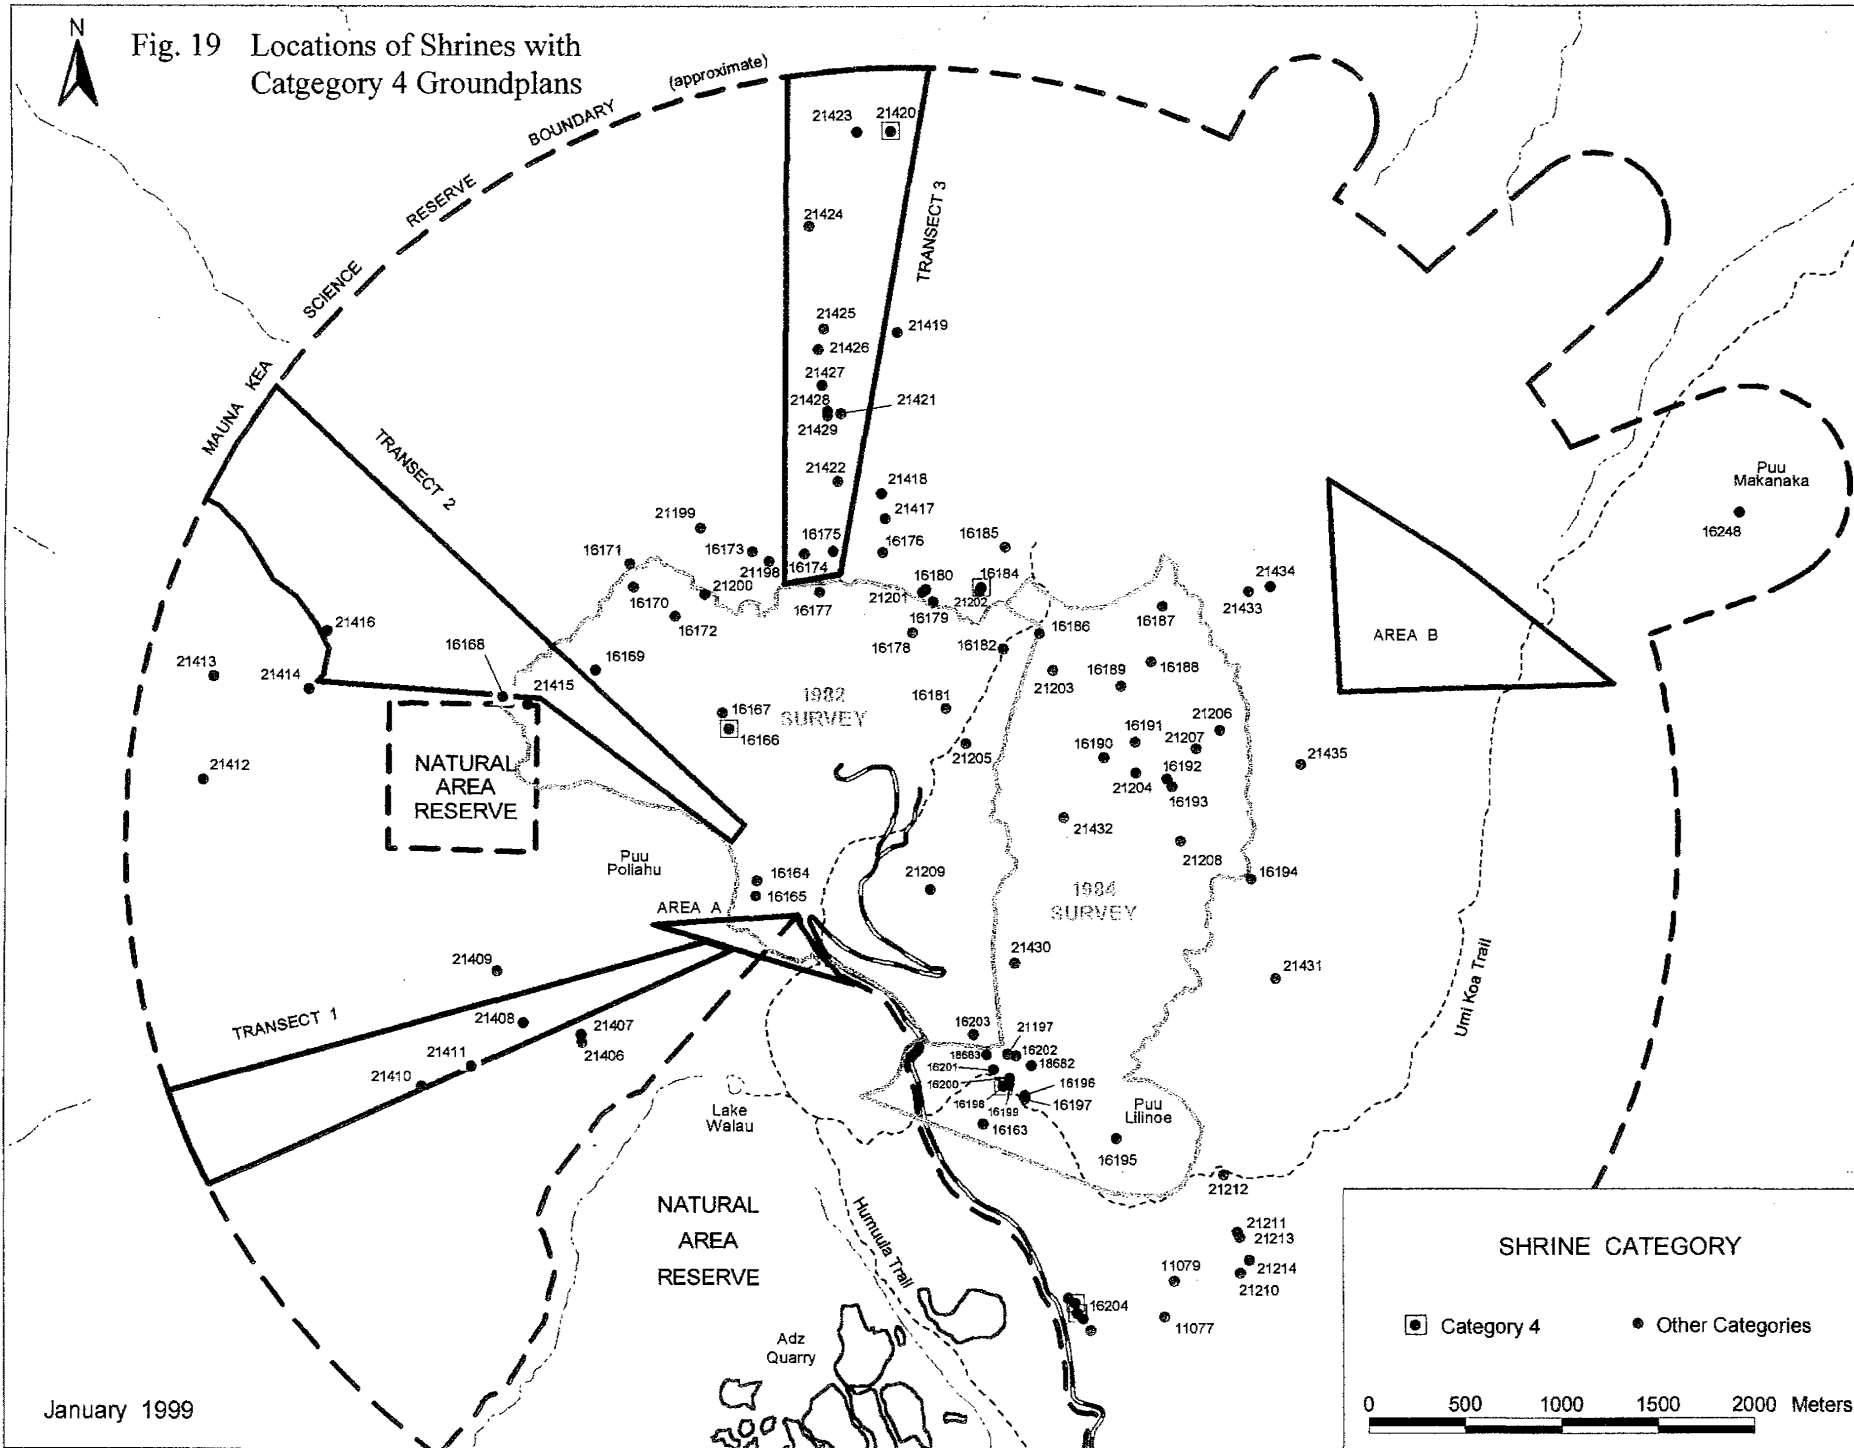 N
Fig. 19 Locations of Shrines with
Catgegory 4 Groundplans
(approximate)
BOUNDARY
RESERVE
SCIENCE
MAUNA KEA
21423
21420
TRANSECT 3
21424
21425
21419
21426
21427
21428
21421
21429
TRANSECT 2
21422
21418
21417
Puu
Makanaka
16248
21199
16175
16185
16173
16176
16171
21198
16174
16180
16184
21434
21200
21201
21202
21433
16170
16177
16179
16186
16187
16172
AREA B
21416
16178
16182
16168
16169
16189
16188
21413
21414
21415
21203
16181
1982
SURVEY
16167
16166
21206
16191
21207
16190
21205
21435
NATURAL
AREA
RESERVE
21412
16192
21204
16193
21432
21208
Puu
Poliahu
16164
16165
21209
16194
1984
SURVEY
AREA A
21430
21409
21431
Umi Koa Trail
TRANSECT 1
21408
21407
21406
16203
21197
18683
16202
16201
18682
21411
21410
16200
16196
16198
16199
16197
Lake
Waiau
Puu
Lilinoe
16163
16195
21212
NATURAL
AREA
RESERVE
Humuula Trail
21211
21213
21214
21210
11079
16204
11077
Adz
Quarry
SHRINE CATEGORY
Category 4
Other Categories
0 500 1000 1500 2000 Meters
January 1999